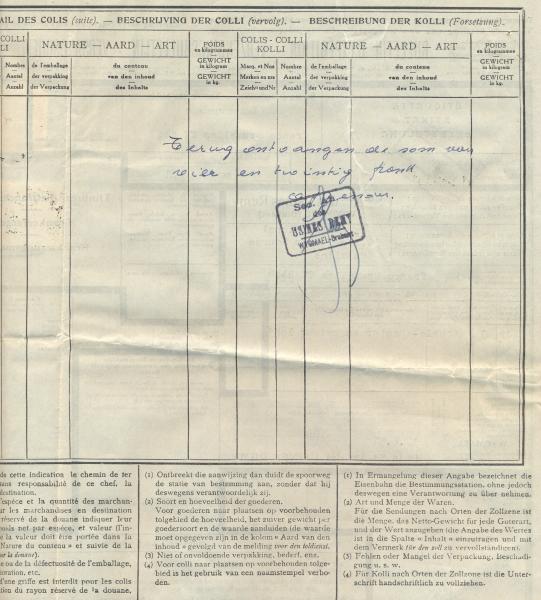 AIL DES COLIS (suite). — BESCHRIJVING DER COLLI (vervolg). — BESCHREIBUNG DER KOLLI (Forsetzung).
COLLI
LI
NATURE — AARD — ART
POIDS
en kilogrammes
GEWICHT
in kilogram
GEWICHT
in kg.
COLIS - COLLI
KOLLI
NATURE — AARD — ART
POIDS
en kilogrammes
GEWICHT
in kilogram
GEWICHT
in kg.
Nombre
Aantal
Anzahl
de l'emballage
der verpakking
der Verpackung
du contenu
van den inhoud
des Inhalts
Marq. et Nos
Merken en nrs
Zeich. und Nr
Nombre
Aantal
Anzahl
de l'emballage
der verpakking
der Verpackung
du contenu
van den inhoud
des Inhalts
Terug ontvangen de som van
vier en twintig frank
des
USINES REMY
WYGMAEL-Brabant
de cette indication le chemin de fer
sans responsabilité de ce chef, la
destination.
l'espèce et la quantité des marchan-
ur les marchandises en destination
réservé de la douane indiquer leur
poids net par espèce, et valeur (l'in-
e la valeur doit être portée dans la
Nature du contenu » et suivie de la
ur la douane).
e ou de la défectuosité de l'emballage,
oration, etc.
d'une griffe est interdit pour les colis
tion du rayon réservé de la douane.
(1) Ontbreekt die aanwijzing dan duidt de spoorweg
de statie van bestemming aan, zonder dat hij
deswegens verantwoordelijk zij.
(2) Soort en hoeveelheid der goederen.
Voor goederen naar plaatsen op voorbehouden
tolgebied de hoeveelheid, het zuiver gewicht per
goedersoort en de waarde aanduiden (de waarde
moet opgegeven zijn in de kolom « Aard van den
inhoud » gevolgd van de melding voor den toldienst.
(3) Niet of onvoldoende verpakking, bederf, enz.
(4) Voor colli naar plaatsen op voorbehouden tolge-
bied is het gebruik van een naamstempel verbo-
den.
(1) In Ermangelung dieser Angabe bezeichnet die
Eisenbahn die Bestimmungsstation, ohne jedoch
deswegen eine Verantwortung zu über nehmen.
(2) Art und Menge der Waren.
Für die Sendungen nach Orten der Zollzone ist
die Menge, das Netto-Gewicht für jede Guterart,
und der Wert anzugeben (die Angabe des Wertes
ist in die Spalte « Inhalt » einzutragen und mit
dem Vermerk für den zoll zu vervollständigen).
(3) Fehlen oder Mangel der Verpackung, Beschadi-
gung u. s. w.
(4) Für Kolli nach Orten der Zollzone ist die Unter-
schrift handschriftlich zu vollziehen.